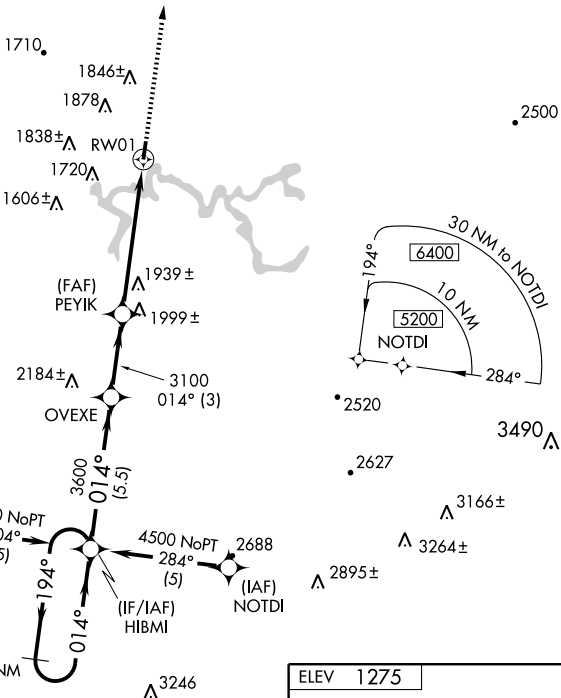 1710
1846±
1878
2500
1838±
RW01
1720
1606±
30 NM to NOTDI
6400
194°
10 NM
5200
NOTDI
284°
(FAF)
PEYIK
1939±
1999±
2184±
3100
014° (3)
OVEXE
2520
3490
3600
014°
(5.5)
2627
3166±
NoPT
4500 NoPT
284°
(5)
2688
3264±
194°
014°
(IF/IAF)
HIBMI
(IAF)
NOTDI
2895±
NM
3246
ELEV 1275